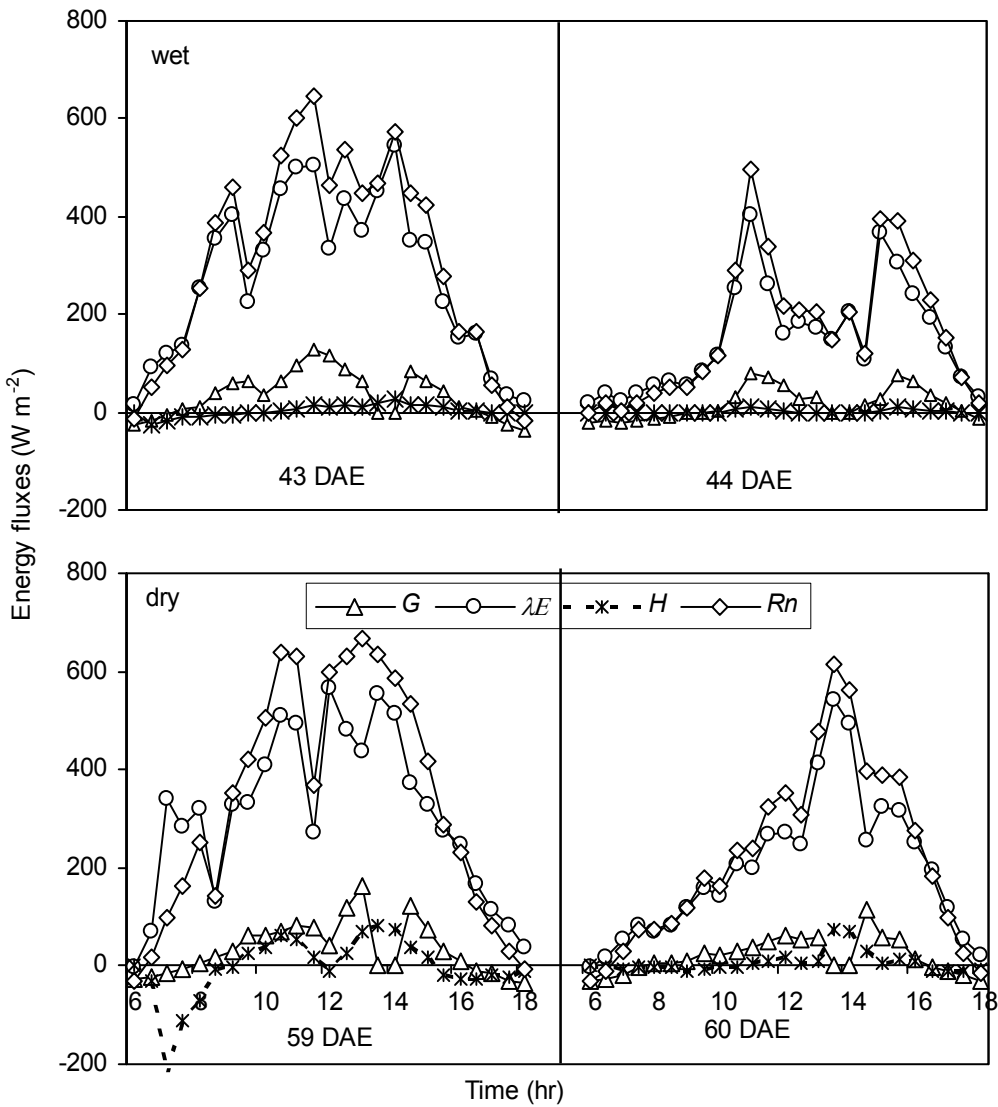 800
wet
600
400
200
0
-200
43 DAE
44 DAE
Energy fluxes (W m⁻²)
800
dry
G λE H Rn
600
400
200
0
-200
6 8 10 12 14 16 18 6 8 10 12 14 16 18
59 DAE
60 DAE
Time (hr)